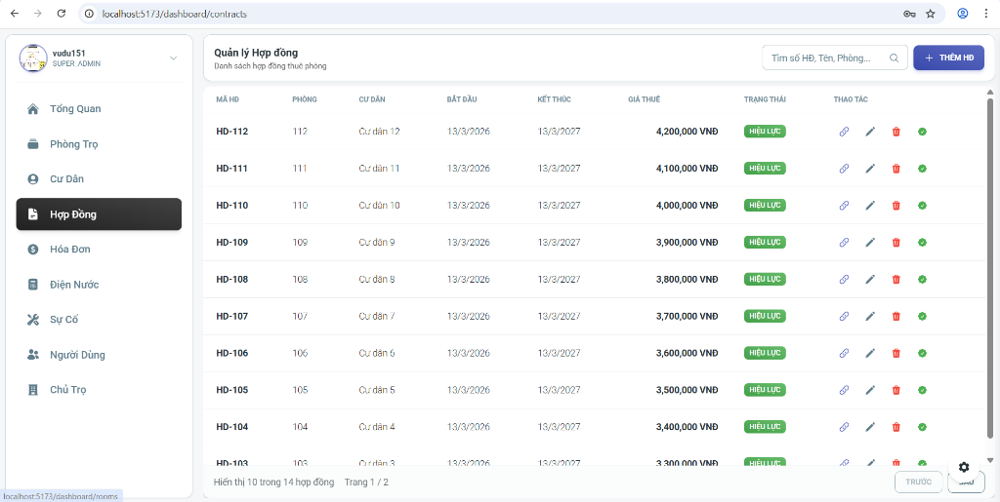 localhost:5173/dashboard/contracts
vudu151
SUPER_ADMIN
Tổng Quan
Phòng Trọ
Cư Dân
Hợp Đồng
Hóa Đơn
Điện Nước
Sự Cố
Người Dùng
Chủ Trọ
Quản lý Hợp đồng
Danh sách hợp đồng thuê phòng
Tìm số HĐ, Tên, Phòng...
THÊM HĐ
MÃ HĐ PHÒNG CƯ DÂN BẮT ĐẦU KẾT THÚC GIÁ THUÊ TRẠNG THÁI THAO TÁC
HD-112 112 Cư dân 12 13/3/2026 13/3/2027 4,200,000 VNĐ HIỆU LỰC
HD-111 111 Cư dân 11 13/3/2026 13/3/2027 4,100,000 VNĐ HIỆU LỰC
HD-110 110 Cư dân 10 13/3/2026 13/3/2027 4,000,000 VNĐ HIỆU LỰC
HD-109 109 Cư dân 9 13/3/2026 13/3/2027 3,900,000 VNĐ HIỆU LỰC
HD-108 108 Cư dân 8 13/3/2026 13/3/2027 3,800,000 VNĐ HIỆU LỰC
HD-107 107 Cư dân 7 13/3/2026 13/3/2027 3,700,000 VNĐ HIỆU LỰC
HD-106 106 Cư dân 6 13/3/2026 13/3/2027 3,600,000 VNĐ HIỆU LỰC
HD-105 105 Cư dân 5 13/3/2026 13/3/2027 3,500,000 VNĐ HIỆU LỰC
HD-104 104 Cư dân 4 13/3/2026 13/3/2027 3,400,000 VNĐ HIỆU LỰC
HD-103 103 Cư dân 3 13/3/2026 13/3/2027 3,300,000 VNĐ HIỆU LỰC
Hiển thị 10 trong 14 hợp đồng Trang 1 / 2
TRƯỚC
SAU
localhost:5173/dashboard/rooms